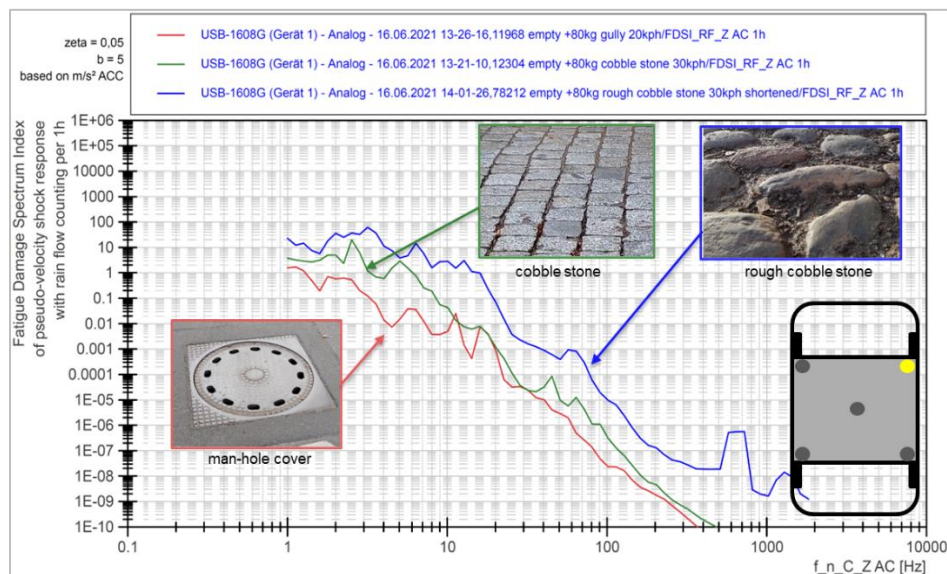 zeta = 0,05
b = 5
based on m/s² ACC
USB-1608G (Gerät 1) - Analog - 16.06.2021 13-26-16,11968 empty +80kg gully 20kph/FDSI_RF_Z AC 1h
USB-1608G (Gerät 1) - Analog - 16.06.2021 13-21-10,12304 empty +80kg cobble stone 30kph/FDSI_RF_Z AC 1h
USB-1608G (Gerät 1) - Analog - 16.06.2021 14-01-26,78212 empty +80kg rough cobble stone 30kph shortened/FDSI_RF_Z AC 1h
Fatigue Damage Spectrum Index
of pseudo-velocity shock response
with rain flow counting per 1h
1E+06
100000
10000
1000
100
10
1
0.1
0.01
0.001
0.0001
1E-05
1E-06
1E-07
1E-08
1E-09
1E-10
cobble stone
rough cobble stone
man-hole cover
0.1
1
10
100
1000
10000
f_n_C_Z AC [Hz]